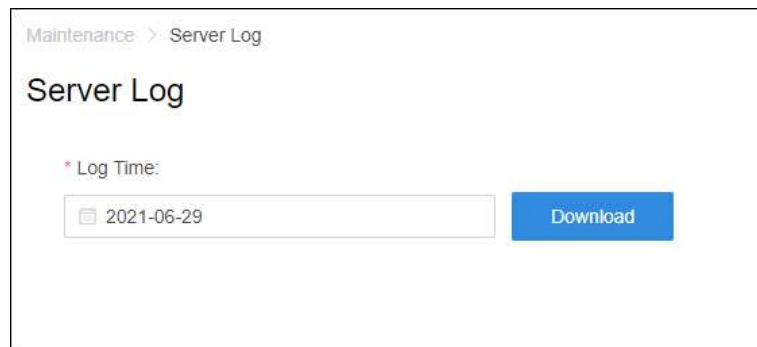 Maintenance > Server Log
Server Log
* Log Time:
2021-06-29
Download